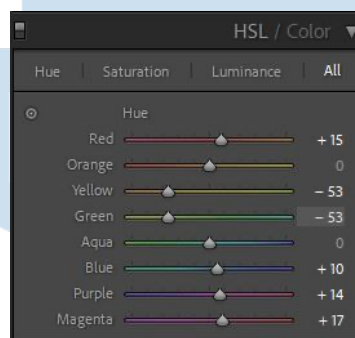 HSL / Color
Hue Saturation Luminance All
Hue
Red + 15
Orange 0
Yellow – 53
Green – 53
Aqua 0
Blue + 10
Purple + 14
Magenta + 17